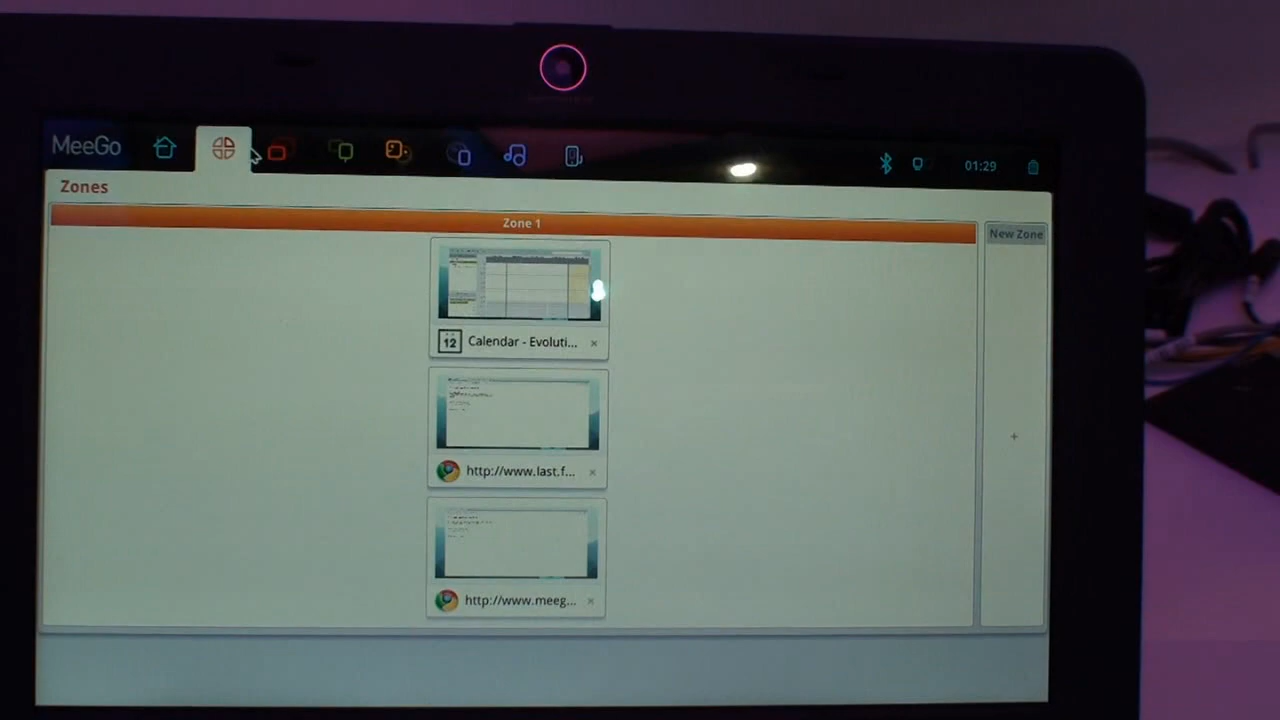 MeeGo
01:29
Zones
Zone 1
New Zone
12
Calendar - Evoluti...
http://www.last.f...
+
http://www.meeg...